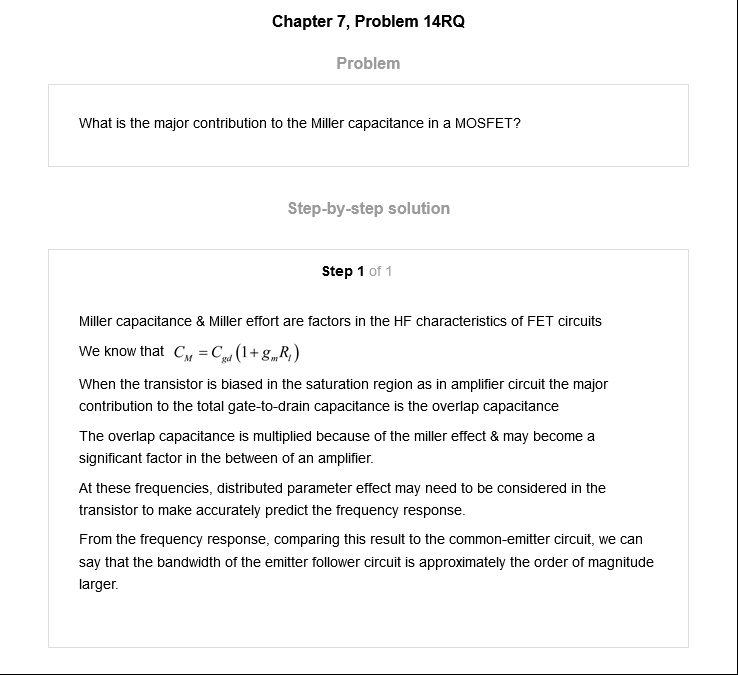 Chapter 7, Problem 14RQ
Problem
What is the major contribution to the Miller capacitance in a MOSFET?
Step-by-step solution
Step 1 of 1
Miller capacitance & Miller effort are factors in the HF characteristics of FET circuits
We know that C_M = C_gd (1 + g_m R_l)
When the transistor is biased in the saturation region as in amplifier circuit the major
contribution to the total gate-to-drain capacitance is the overlap capacitance
The overlap capacitance is multiplied because of the miller effect & may become a
significant factor in the between of an amplifier.
At these frequencies, distributed parameter effect may need to be considered in the
transistor to make accurately predict the frequency response.
From the frequency response, comparing this result to the common-emitter circuit, we can
say that the bandwidth of the emitter follower circuit is approximately the order of magnitude
larger.